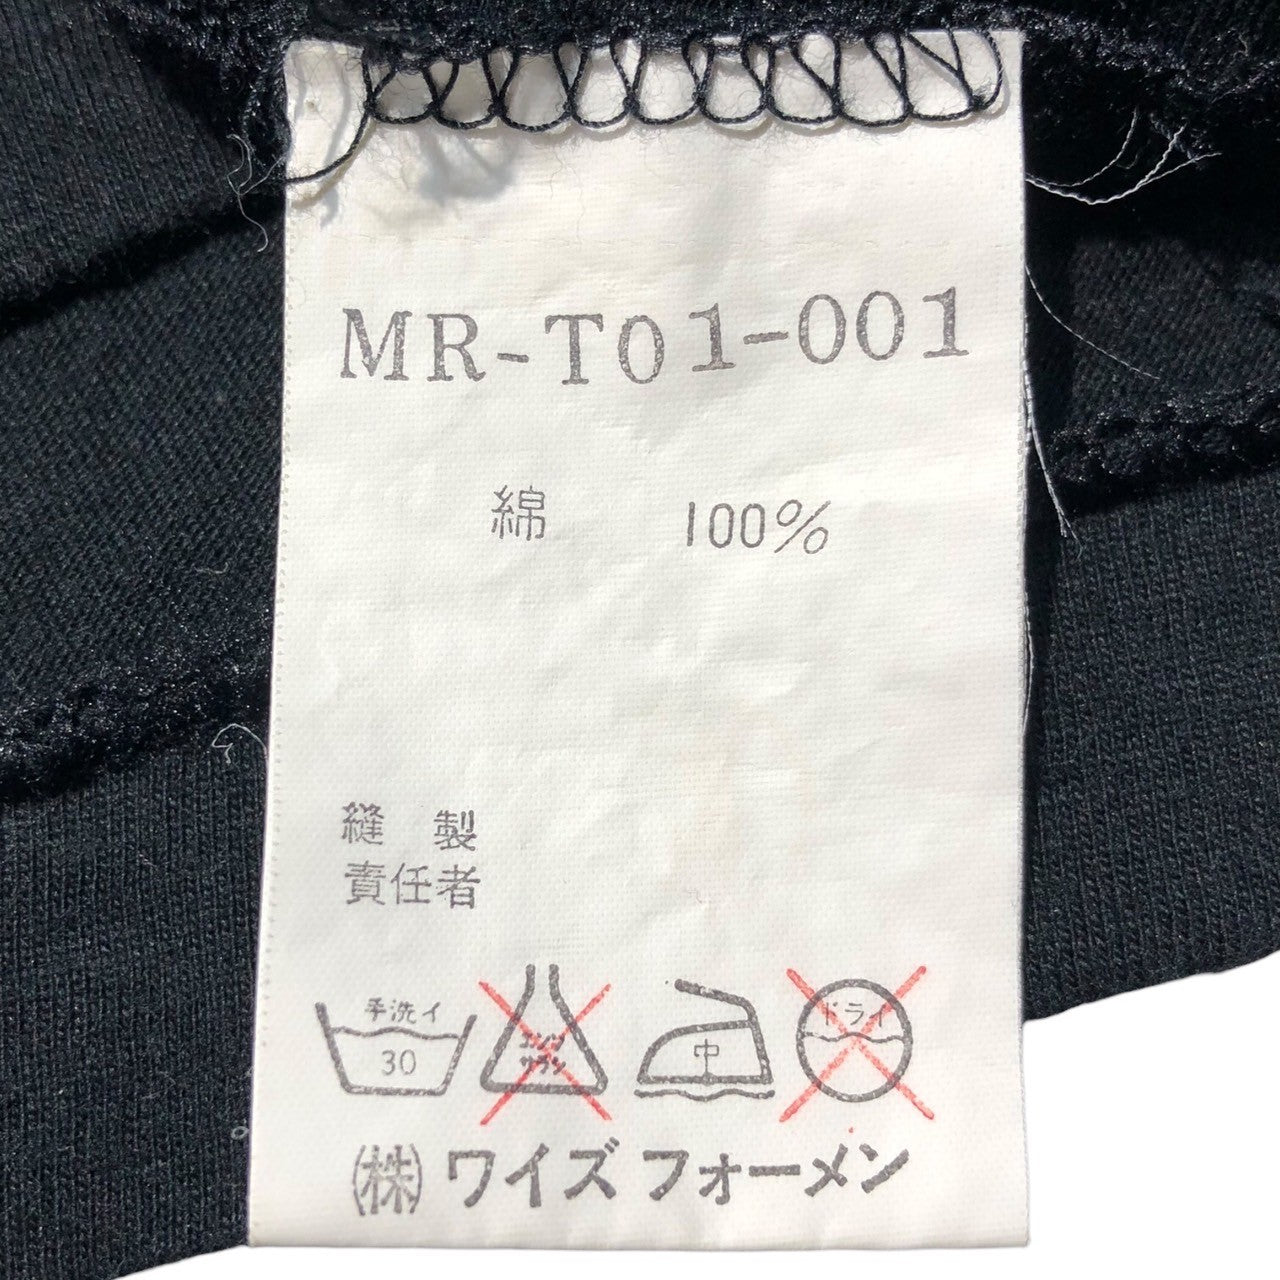 MR-T01-001
綿 100%
縫 製
責任者
手洗イ
30
エンソ
サラシ
中
ドライ
(株)ワイズフォーメン